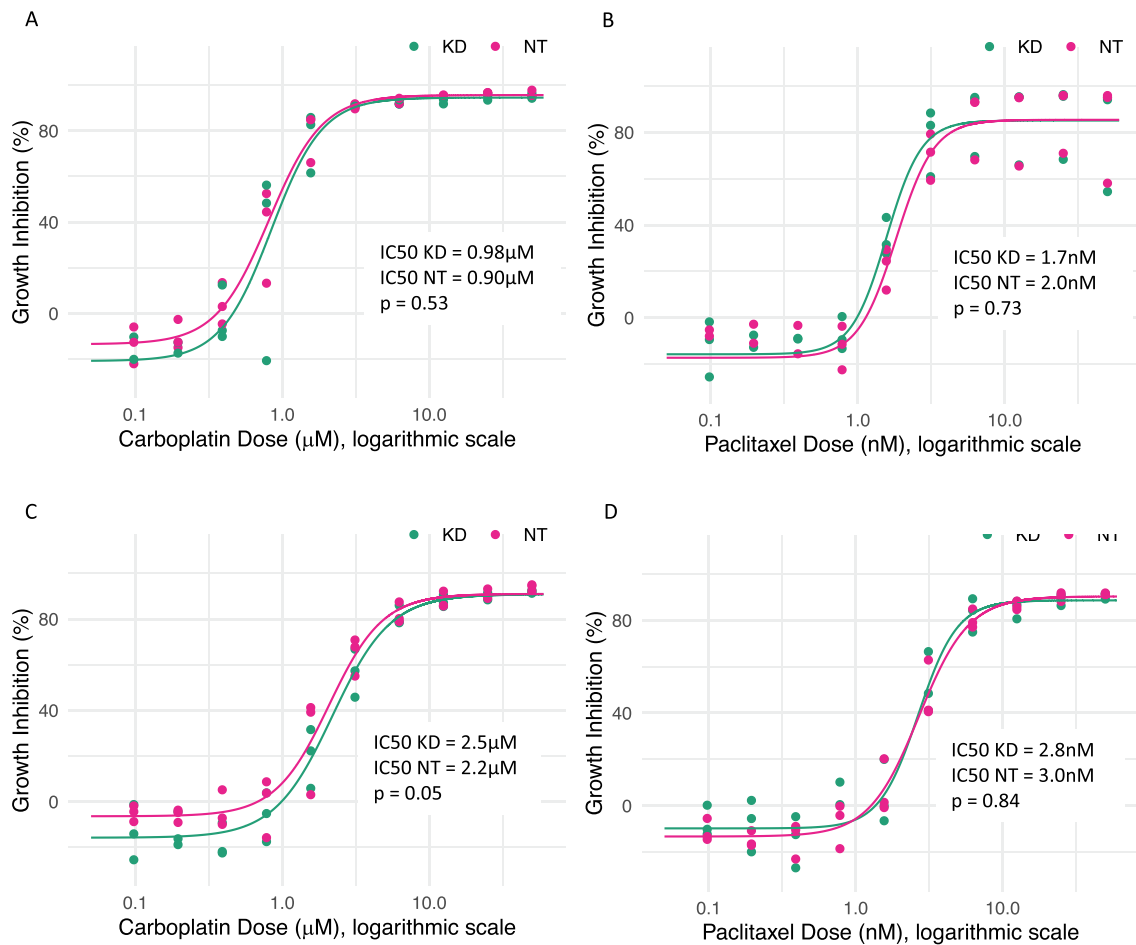 A
KD NT
Growth Inhibition (%)
80
40
0
IC50 KD = 0.98µM
IC50 NT = 0.90µM
p = 0.53
0.1 1.0 10.0
Carboplatin Dose (µM), logarithmic scale
B
KD NT
Growth Inhibition (%)
80
40
0
IC50 KD = 1.7nM
IC50 NT = 2.0nM
p = 0.73
0.1 1.0 10.0
Paclitaxel Dose (nM), logarithmic scale
C
KD NT
Growth Inhibition (%)
80
40
0
IC50 KD = 2.5µM
IC50 NT = 2.2µM
p = 0.05
0.1 1.0 10.0
Carboplatin Dose (µM), logarithmic scale
D
KD NT
Growth Inhibition (%)
80
40
0
IC50 KD = 2.8nM
IC50 NT = 3.0nM
p = 0.84
0.1 1.0 10.0
Paclitaxel Dose (nM), logarithmic scale